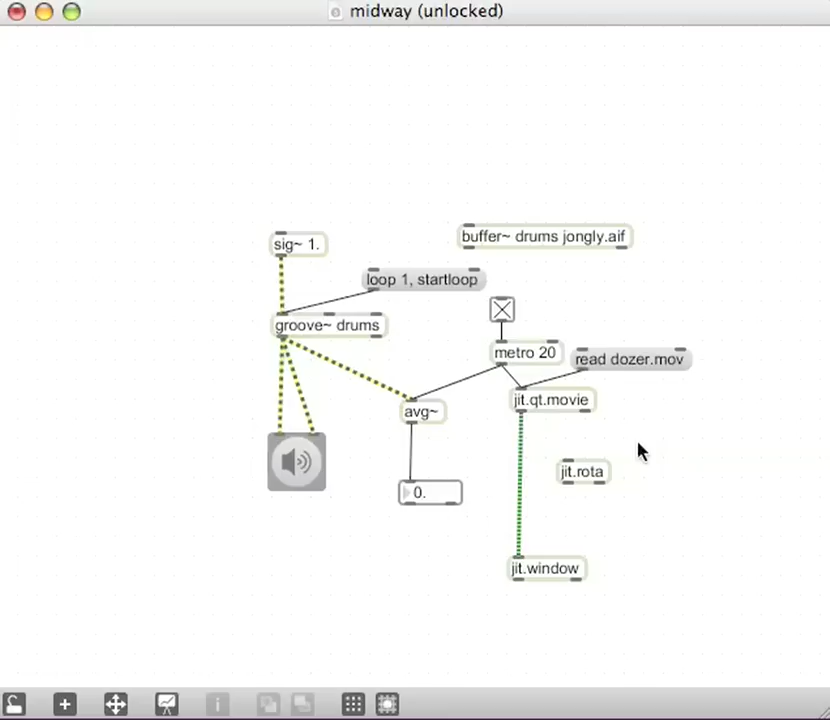 midway (unlocked)
buffer~ drums jongly.aif
sig~ 1.
loop 1, startloop
groove~ drums
metro 20
read dozer.mov
jit.qt.movie
avg~
jit.rota
0.
jit.window